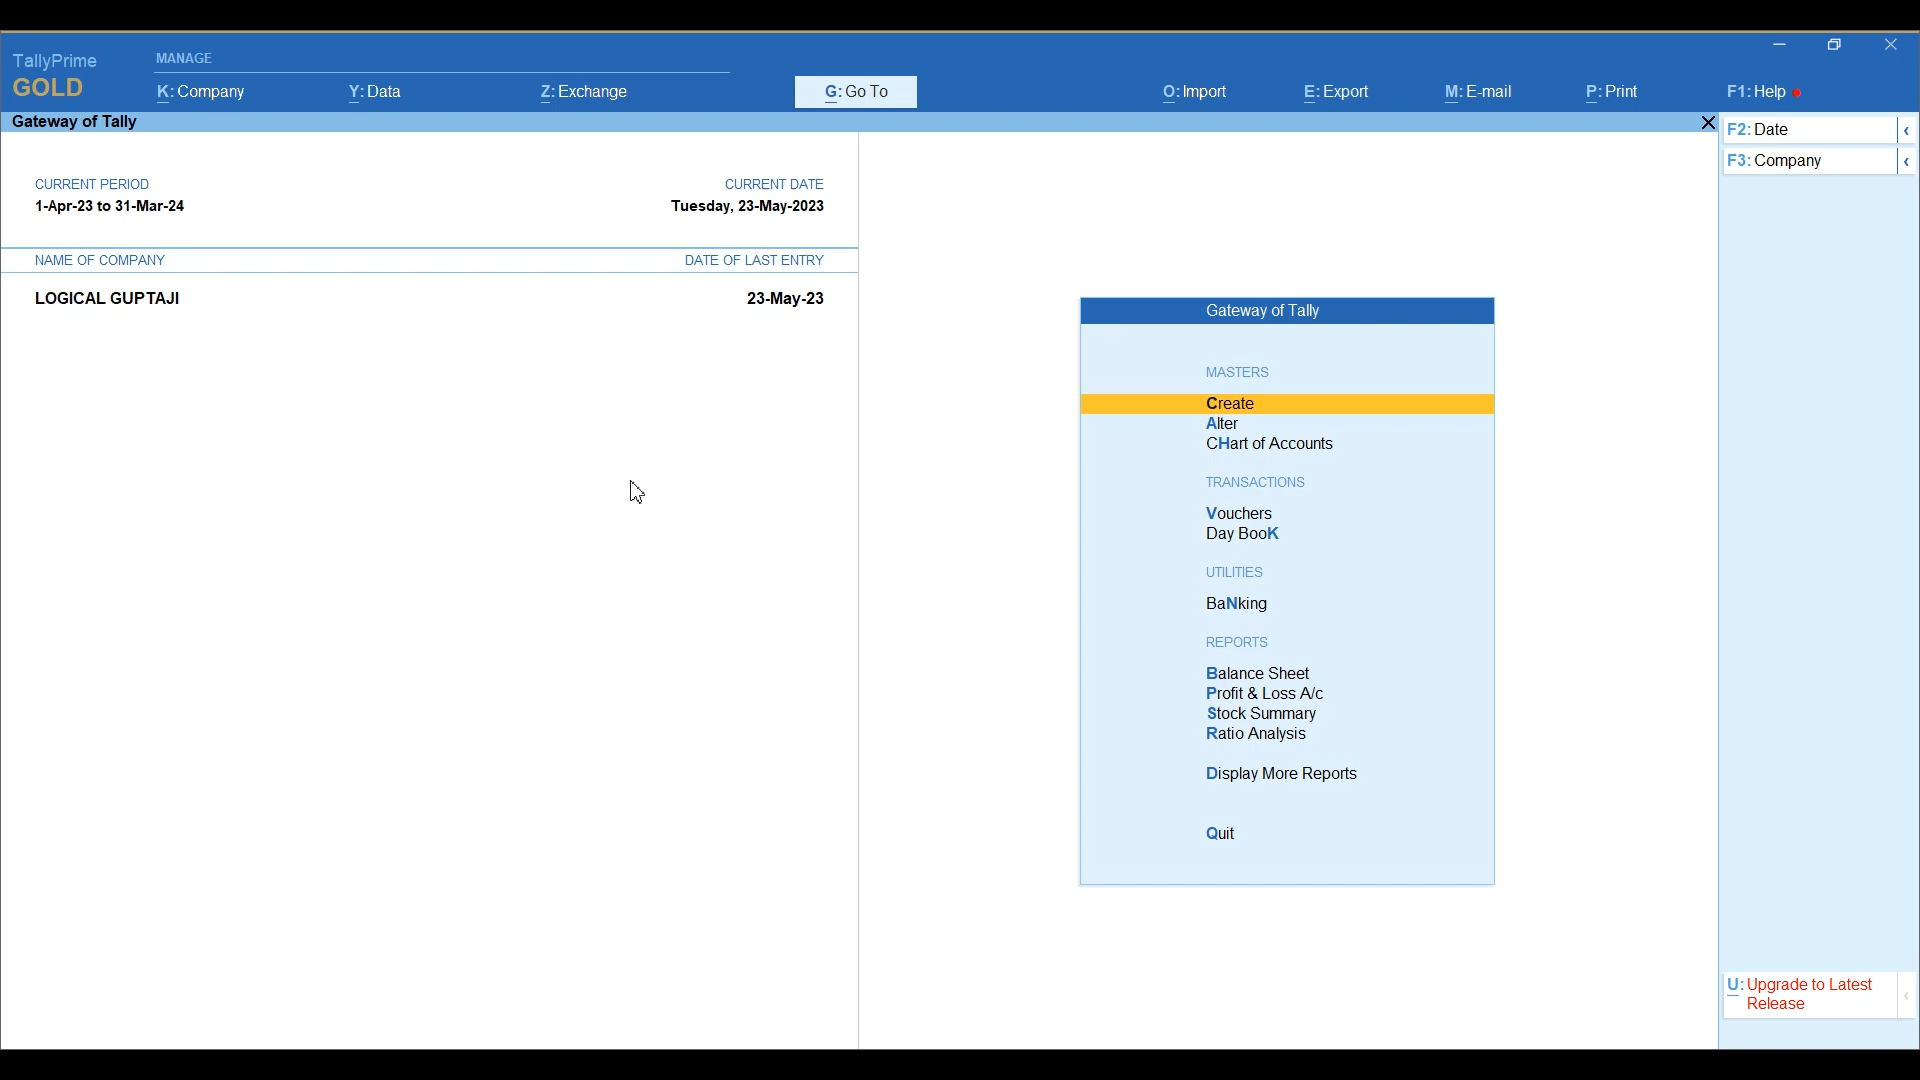 TallyPrime
GOLD
MANAGE
K: Company
Y: Data
Z: Exchange
G: Go To
O: Import
E: Export
M: E-mail
P: Print
F1: Help
Gateway of Tally
F2: Date
F3: Company
CURRENT PERIOD
CURRENT DATE
1-Apr-23 to 31-Mar-24
Tuesday, 23-May-2023
NAME OF COMPANY
DATE OF LAST ENTRY
LOGICAL GUPTAJI
23-May-23
Gateway of Tally
MASTERS
Create
Alter
CHart of Accounts
TRANSACTIONS
Vouchers
Day BooK
UTILITIES
BaNking
REPORTS
Balance Sheet
Profit & Loss A/c
Stock Summary
Ratio Analysis
Display More Reports
Quit
U: Upgrade to Latest
Release